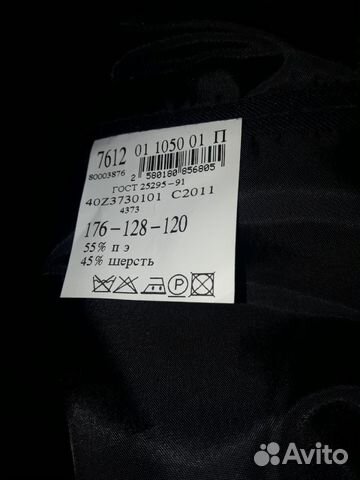 7612 01 1050 01 П
80003876 2 580180 856805
ГОСТ 25295-91
40Z3730101 С2011
4373
176-128-120
55% п э
45% шерсть
P
Avito